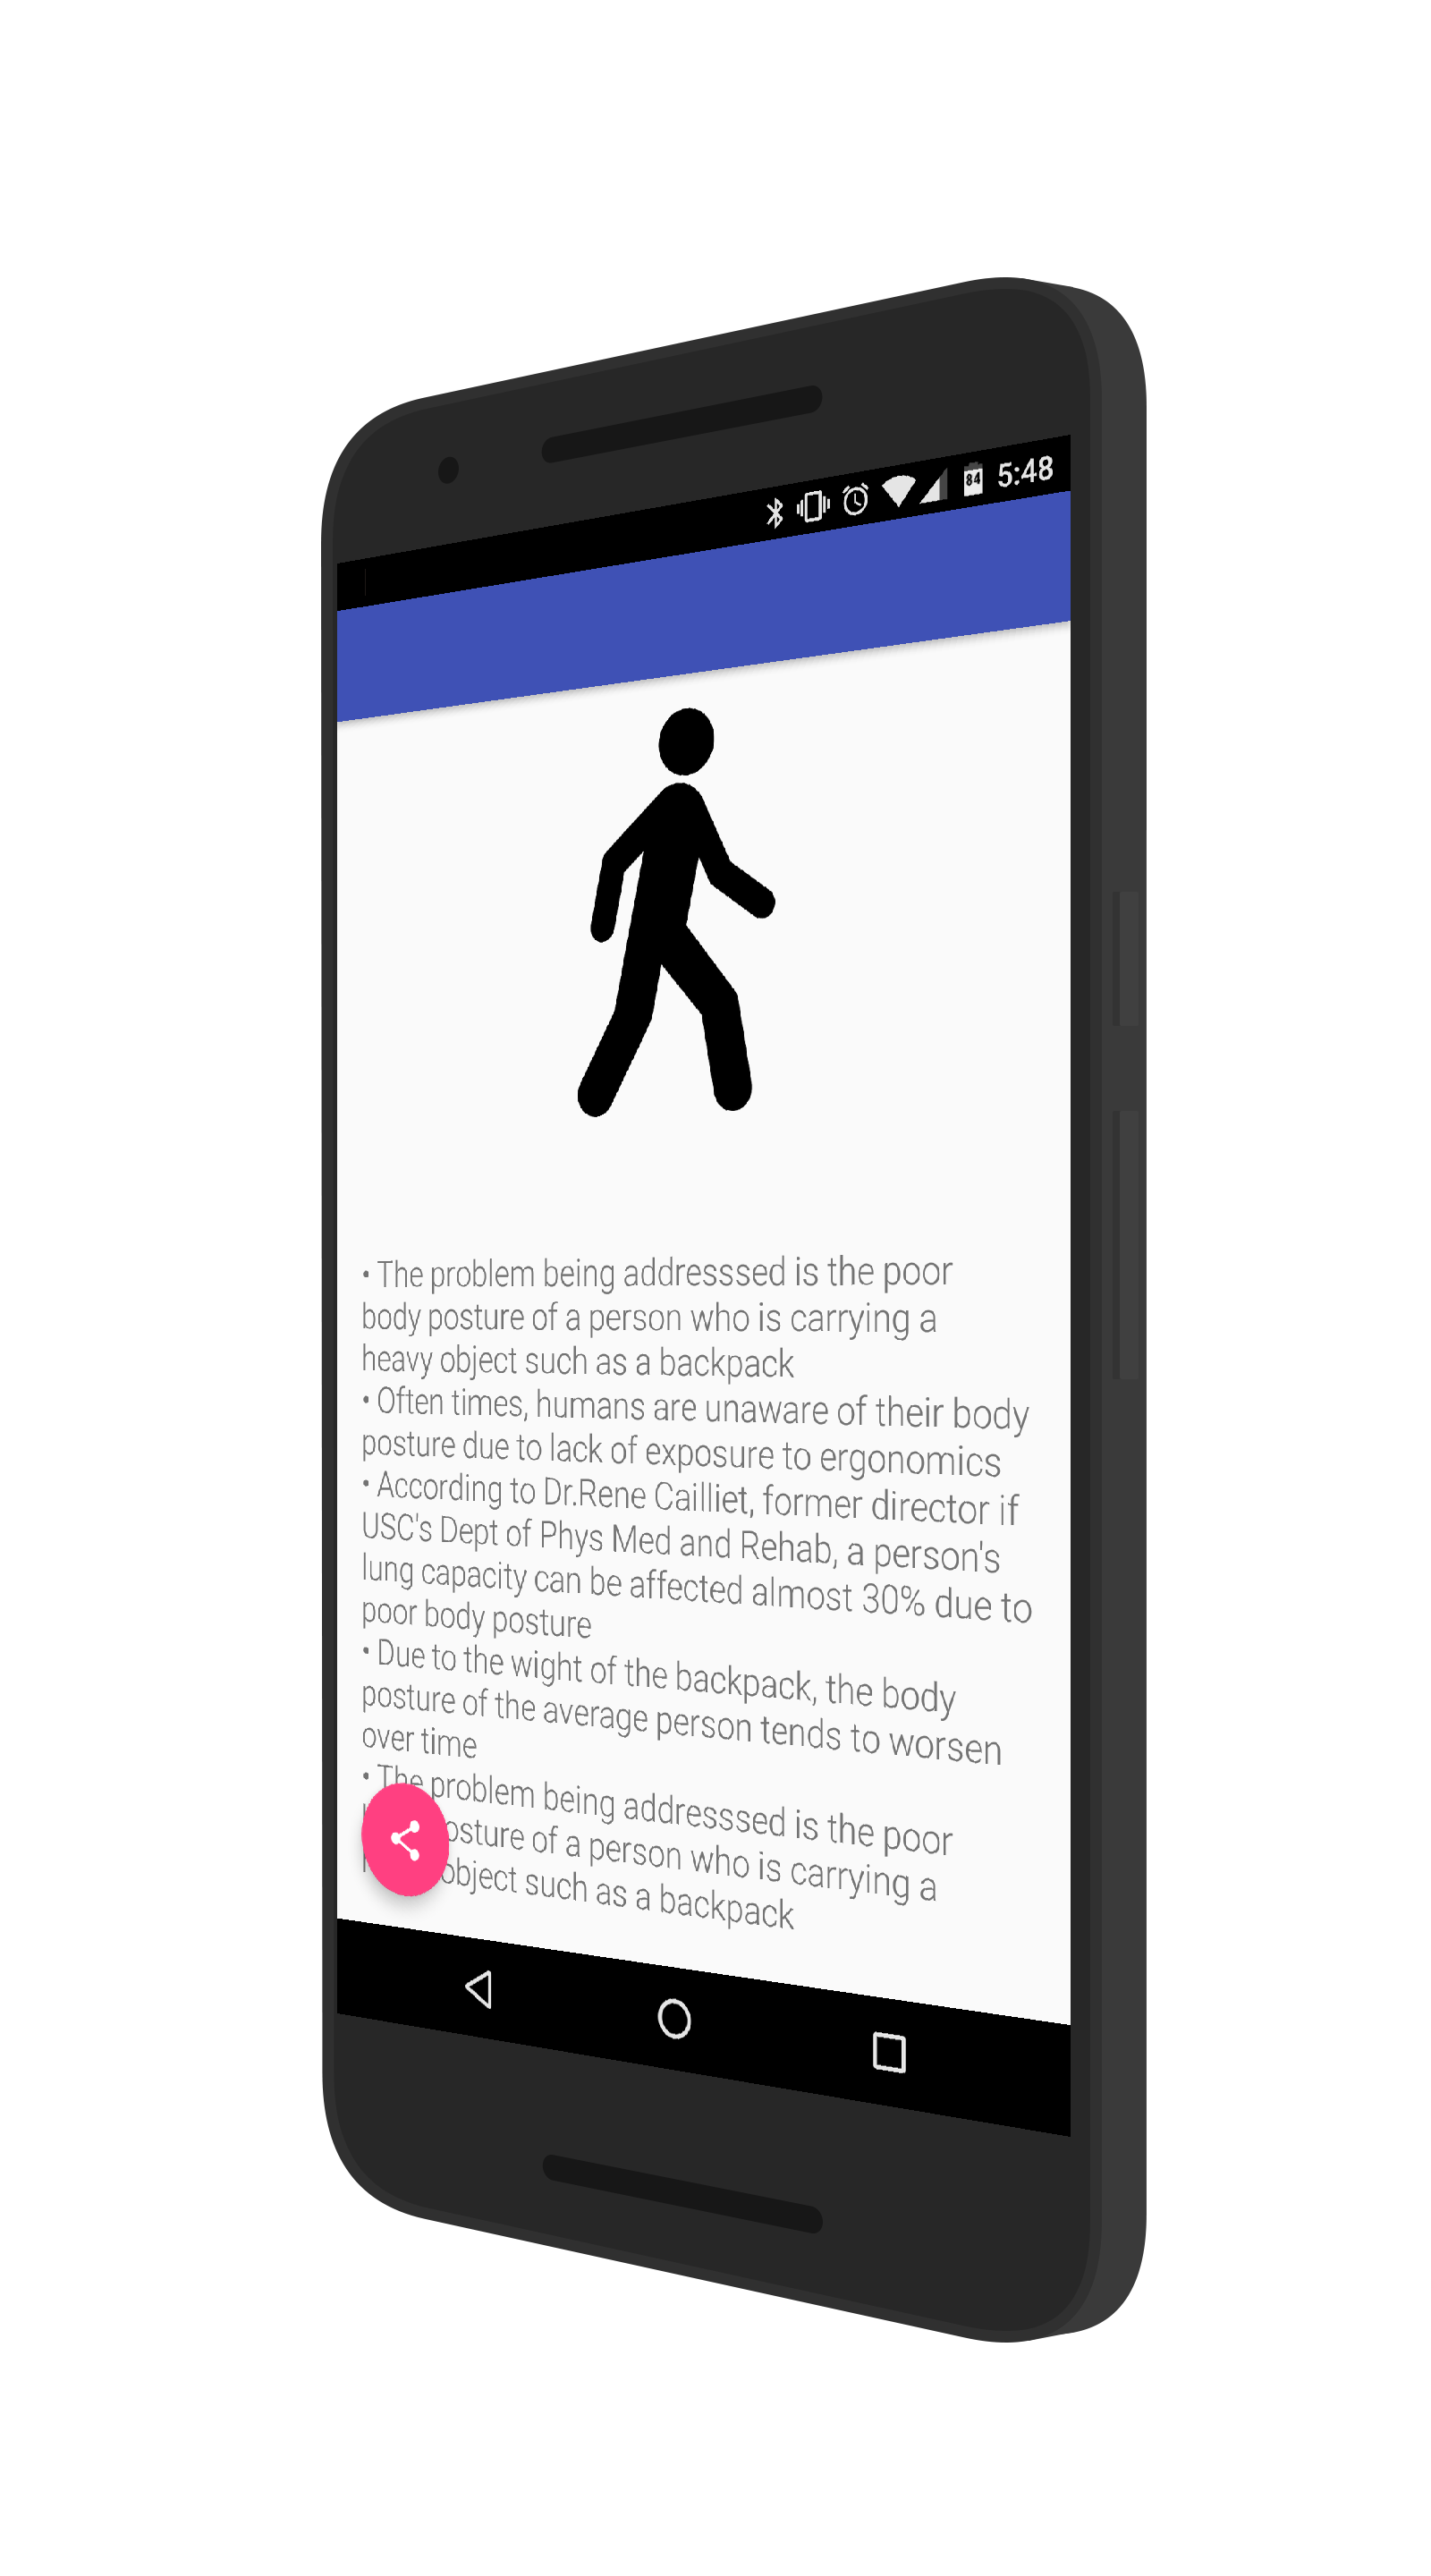 84 5:48
• The problem being addresssed is the poor
body posture of a person who is carrying a
heavy object such as a backpack
• Often times, humans are unaware of their body
posture due to lack of exposure to ergonomics
• According to Dr.Rene Cailliet, former director if
USC's Dept of Phys Med and Rehab, a person's
lung capacity can be affected almost 30% due to
poor body posture
• Due to the wight of the backpack, the body
posture of the average person tends to worsen
over time
• The problem being addresssed is the poor
osture of a person who is carrying a
object such as a backpack